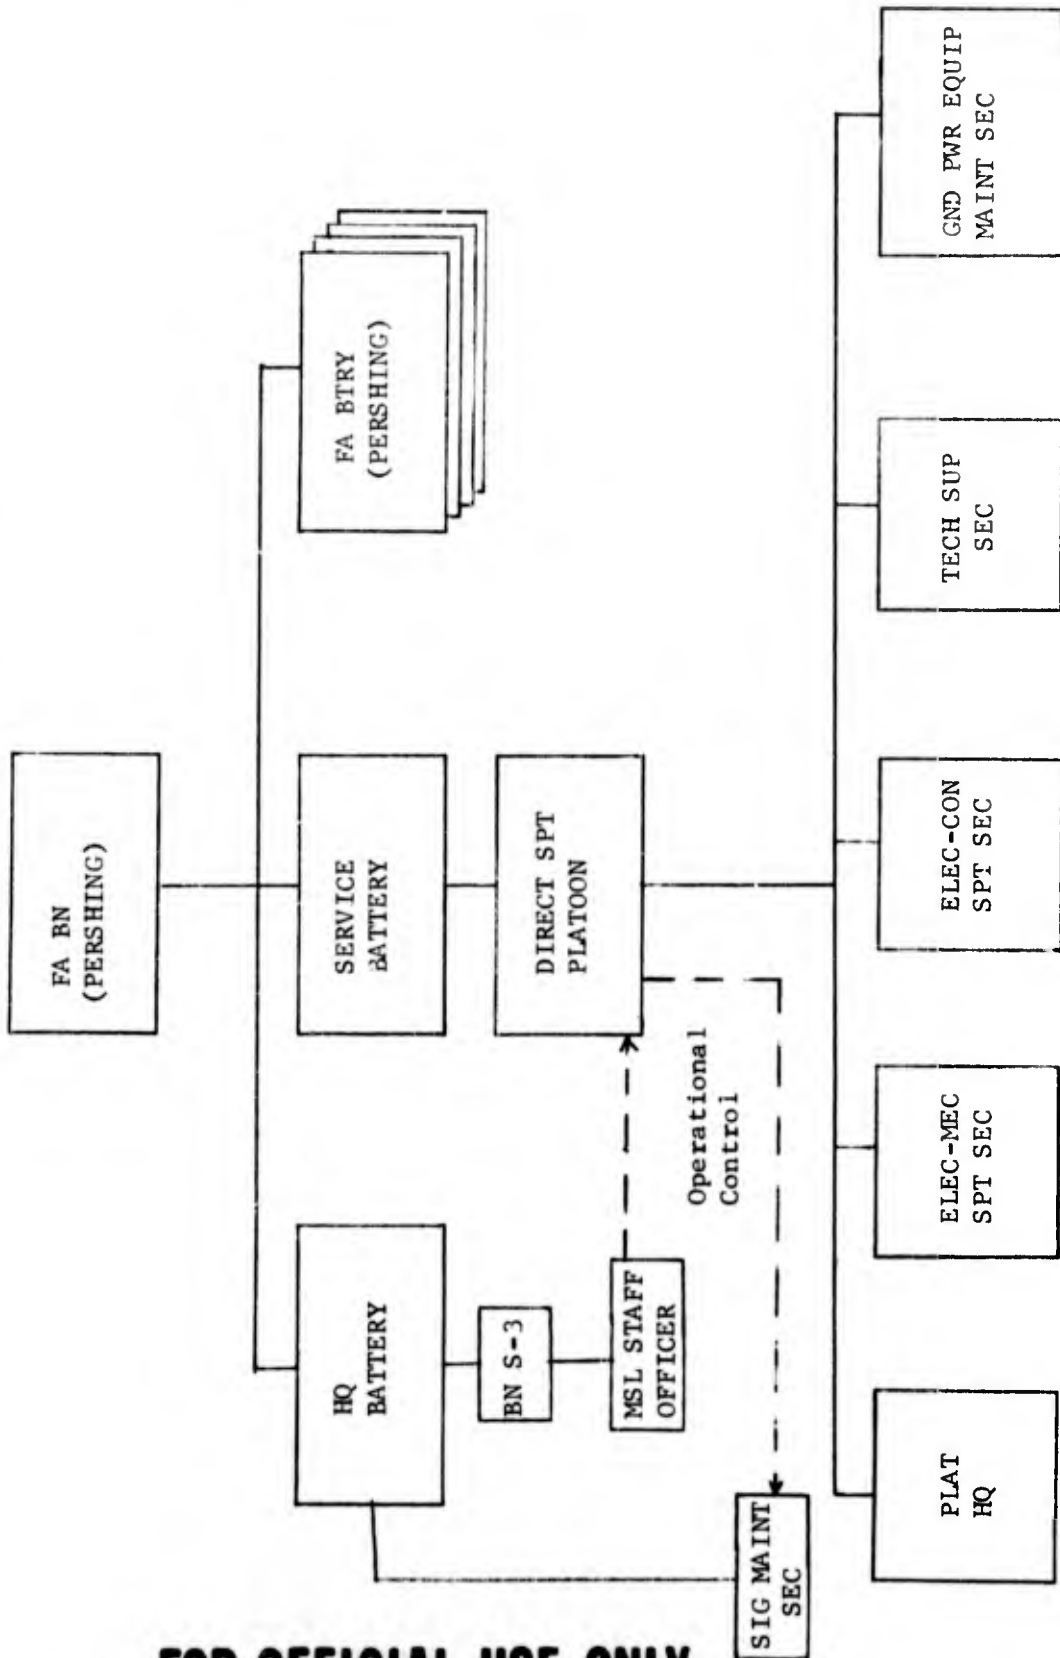 FA BN
(PERSHING)
HQ
BATTERY
SERVICE
BATTERY
FA BTRY
(PERSHING)
BN S-3
MSL STAFF
OFFICER
DIRECT SPT
PLATOON
Operational
Control
SIG MAINT
SEC
PLAT
HQ
ELEC-MEC
SPT SEC
ELEC-CON
SPT SEC
TECH SUP
SEC
GND PWR EQUIP
MAINT SEC
FOR OFFICIAL USE ONLY